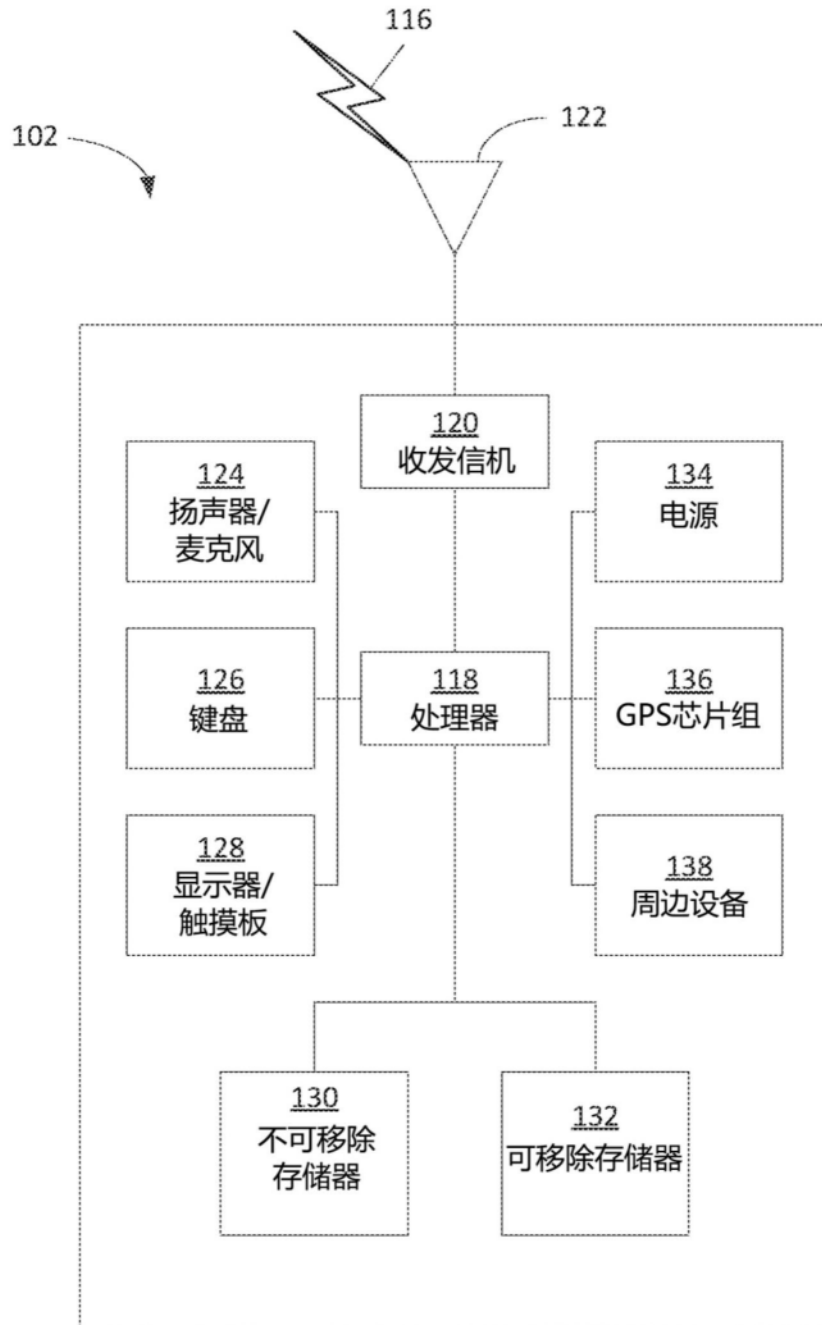 116
122
102
120
收发信机
124
扬声器/
麦克风
134
电源
126
键盘
118
处理器
136
GPS芯片组
128
显示器/
触摸板
138
周边设备
130
不可移除
存储器
132
可移除存储器